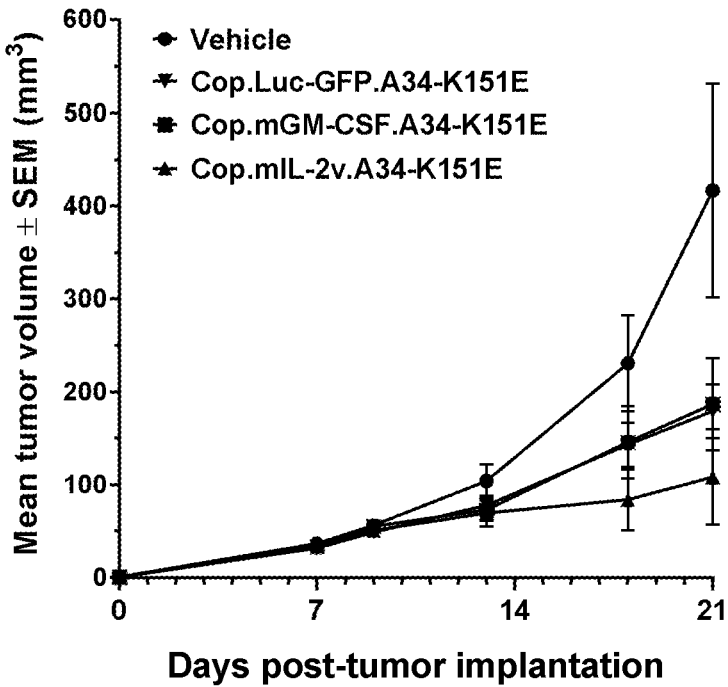 600
500
400
300
200
100
0
Mean tumor volume ± SEM (mm³)
Vehicle
Cop.Luc-GFP.A34-K151E
Cop.mGM-CSF.A34-K151E
Cop.mIL-2v.A34-K151E
0 7 14 21
Days post-tumor implantation